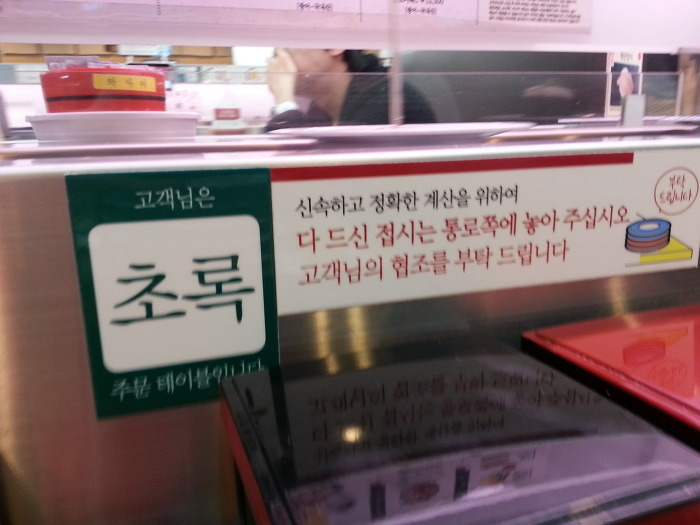 와사비
고객님은
초록
주문 테이블입니다
신속하고 정확한 계산을 위하여
다 드신 접시는 통로쪽에 놓아 주십시오
고객님의 협조를 부탁 드립니다
부탁
드립니다